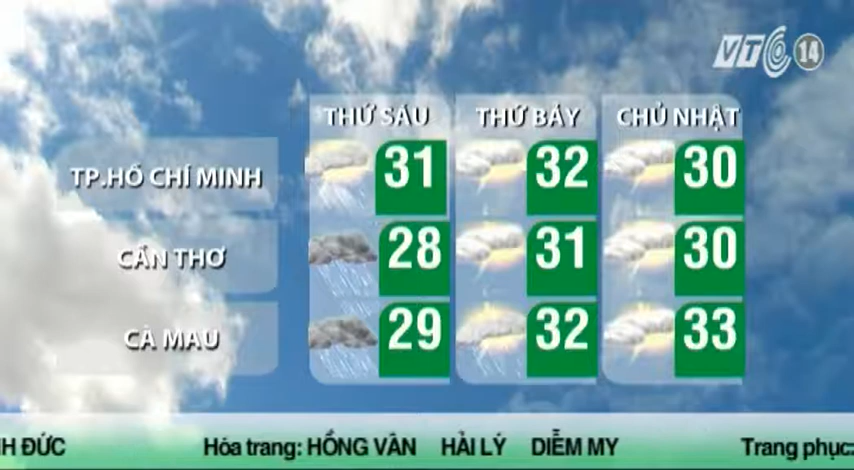 VTC 14
THỨ SÁU THỨ BẢY CHỦ NHẬT
TP.HỒ CHÍ MINH 31 32 30
CẦN THƠ 28 31 30
CÀ MAU 29 32 33
NH ĐỨC Hóa trang: HỒNG VÂN HẢI LÝ DIỄM MY Trang phục: